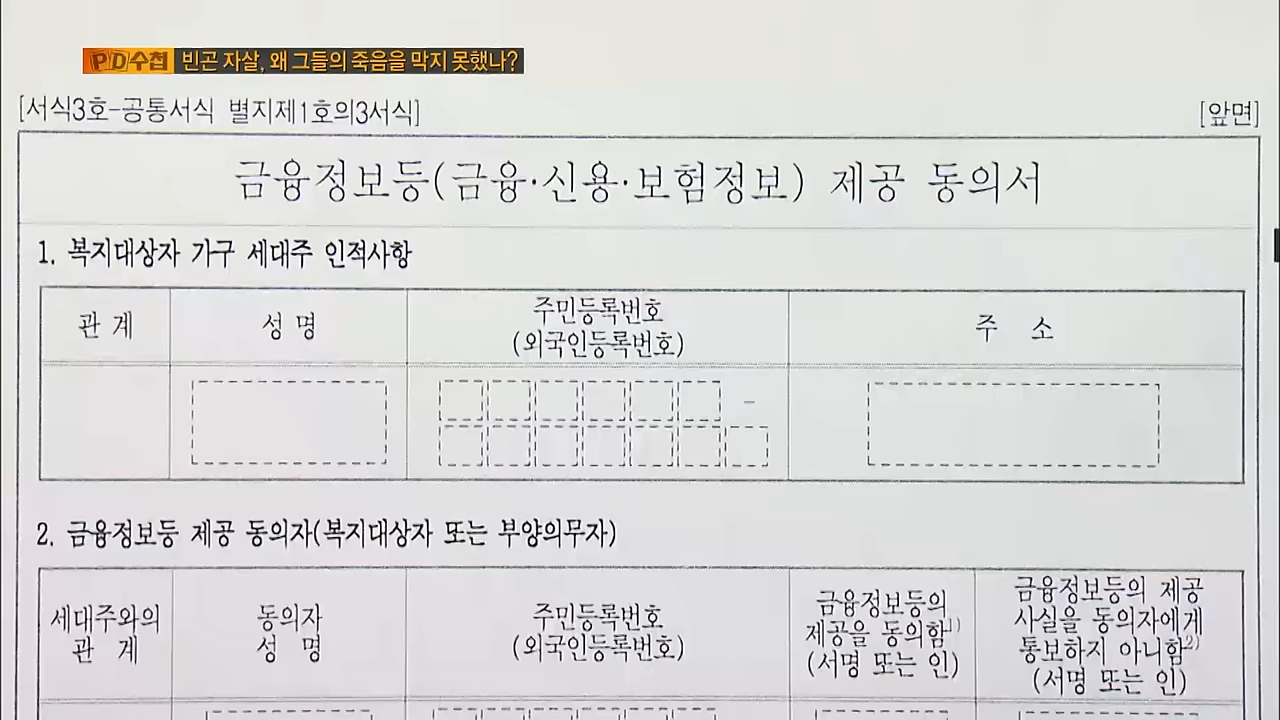 PD수첩 빈곤 자살, 왜 그들의 죽음을 막지 못했나?
[서식3호-공통서식 별지제1호의3서식] [앞면]
금융정보등(금융·신용·보험정보) 제공 동의서
1. 복지대상자 가구 세대주 인적사항
관 계
성 명
주민등록번호
(외국인등록번호)
주 소
-
2. 금융정보등 제공 동의자(복지대상자 또는 부양의무자)
세대주와의
관 계
동의자
성 명
주민등록번호
(외국인등록번호)
금융정보등의
제공을 동의함1)
(서명 또는 인)
금융정보등의 제공
사실을 동의자에게
통보하지 아니함2)
(서명 또는 인)